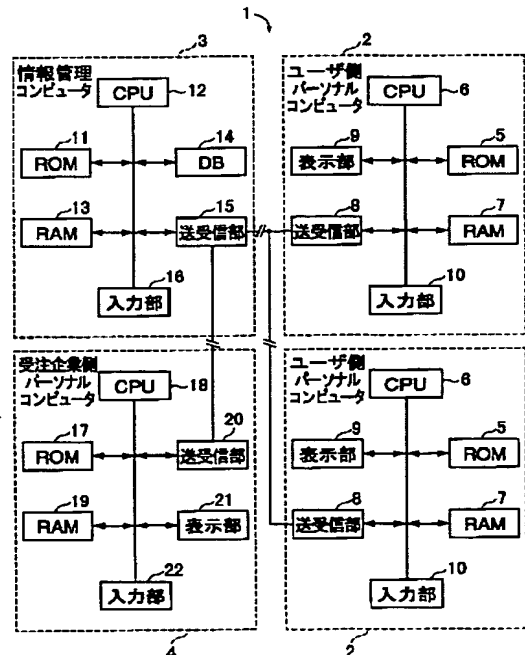 1
3
情報管理
コンピュータ
CPU
12
11
ROM
14
DB
13
RAM
15
送受信部
16
入力部
2
ユーザ側
パーソナル
コンピュータ
CPU
6
9
表示部
5
ROM
8
送受信部
7
RAM
10
入力部
受注企業側
パーソナル
コンピュータ
CPU
18
17
ROM
20
送受信部
19
RAM
21
表示部
22
入力部
4
ユーザ側
パーソナル
コンピュータ
CPU
6
9
表示部
5
ROM
8
送受信部
7
RAM
10
入力部
2